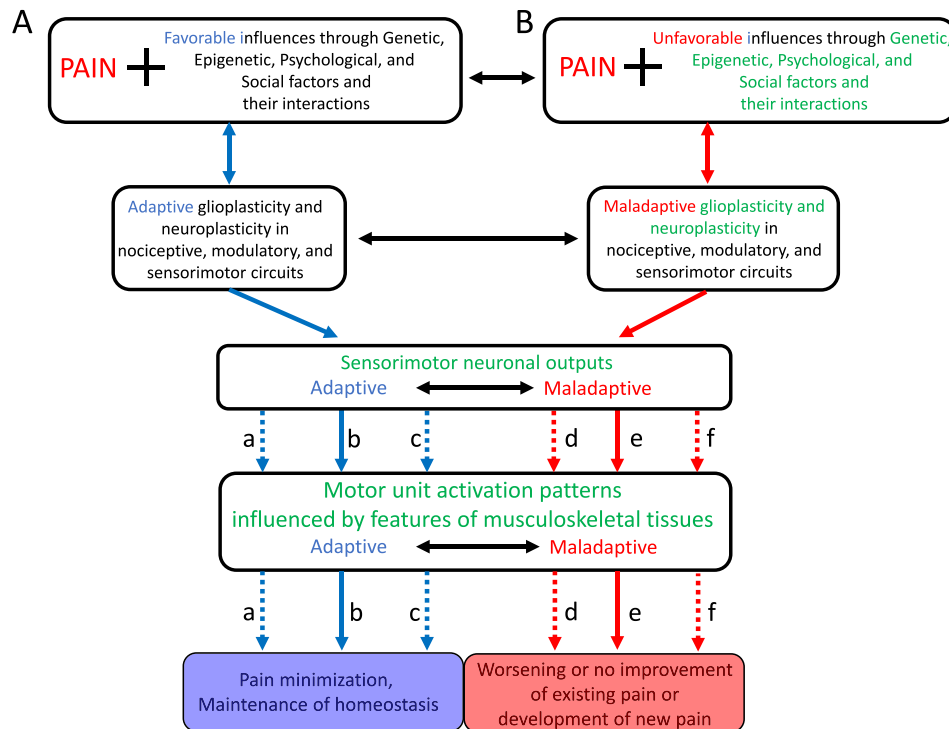 A
B
PAIN +
Favorable influences through Genetic,
Epigenetic, Psychological, and
Social factors and
their interactions
PAIN +
Unfavorable influences through Genetic,
Epigenetic, Psychological, and
Social factors and
their interactions
Adaptive glioplasticity and
neuroplasticity in
nociceptive, modulatory, and
sensorimotor circuits
Maladaptive glioplasticity and
neuroplasticity in
nociceptive, modulatory, and
sensorimotor circuits
Sensorimotor neuronal outputs
Adaptive Maladaptive
a b c d e f
Motor unit activation patterns
influenced by features of musculoskeletal tissues
Adaptive Maladaptive
a b c d e f
Pain minimization,
Maintenance of homeostasis
Worsening or no improvement
of existing pain or
development of new pain